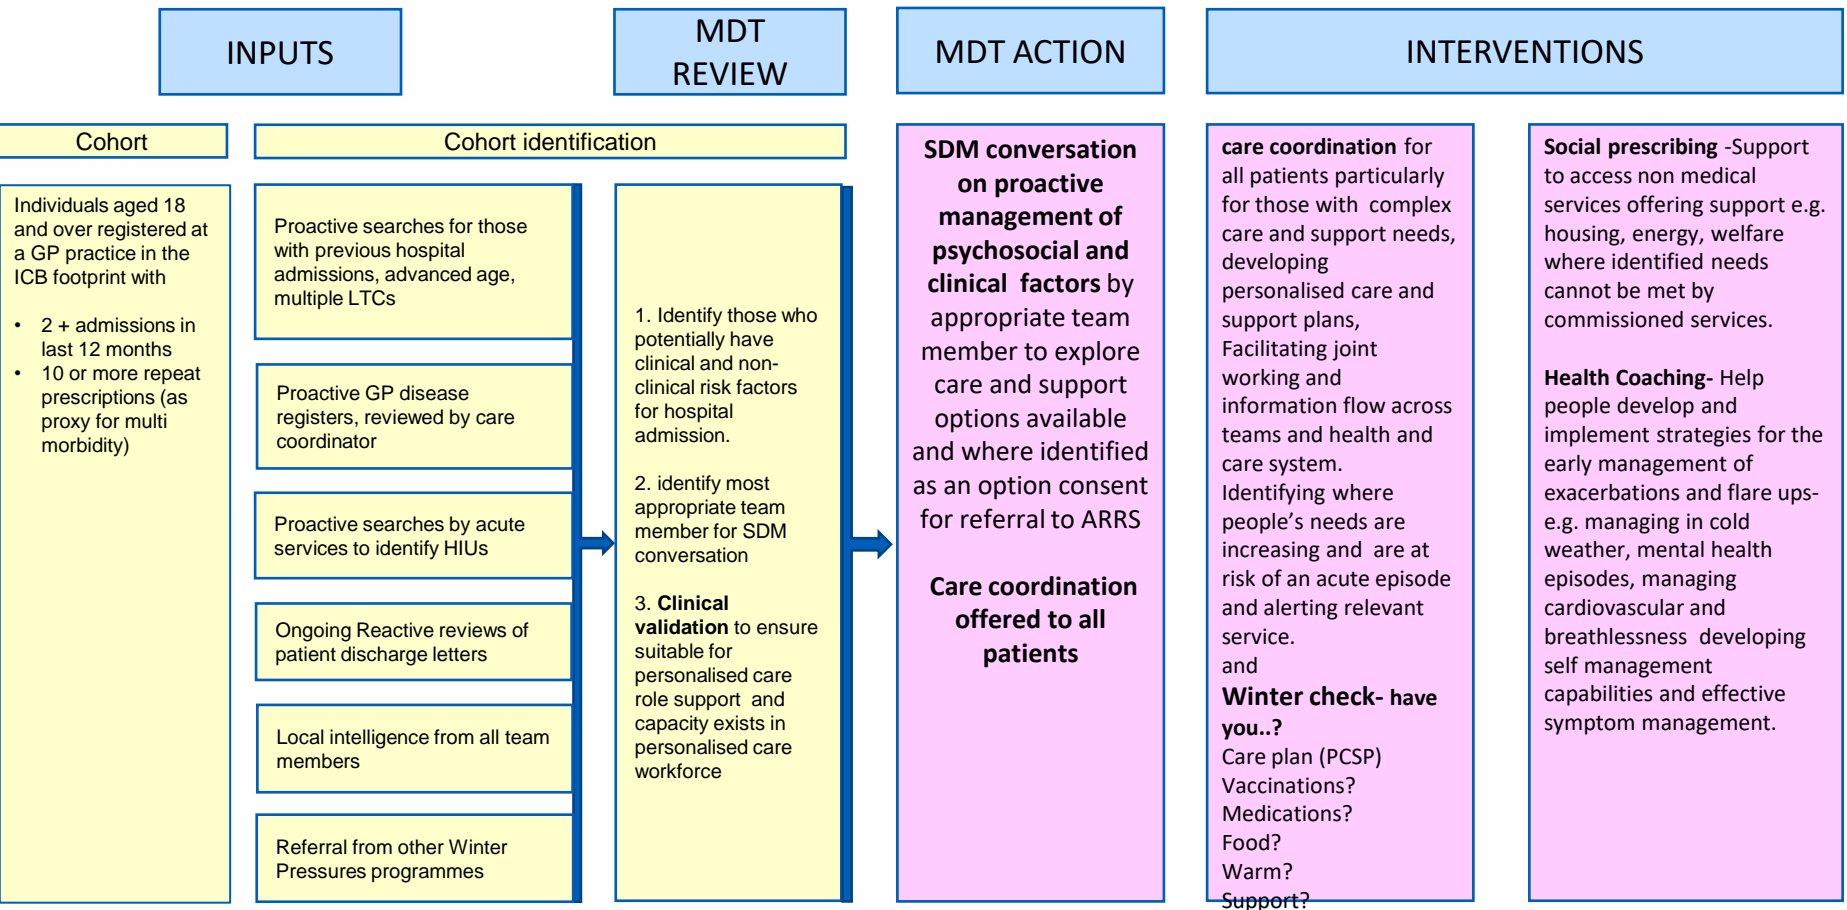 INPUTS
MDT
REVIEW
MDT ACTION
INTERVENTIONS
Cohort
Cohort identification
Individuals aged 18
and over registered at
a GP practice in the
ICB footprint with
• 2 + admissions in
last 12 months
• 10 or more repeat
prescriptions (as
proxy for multi
morbidity)
Proactive searches for those
with previous hospital
admissions, advanced age,
multiple LTCs
Proactive GP disease
registers, reviewed by care
coordinator
Proactive searches by acute
services to identify HIUs
Ongoing Reactive reviews of
patient discharge letters
Local intelligence from all team
members
Referral from other Winter
Pressures programmes
1. Identify those who
potentially have
clinical and non-
clinical risk factors
for hospital
admission.
2. identify most
appropriate team
member for SDM
conversation
3. Clinical
validation to ensure
suitable for
personalised care
role support and
capacity exists in
personalised care
workforce
SDM conversation
on proactive
management of
psychosocial and
clinical factors by
appropriate team
member to explore
care and support
options available
and where identified
as an option consent
for referral to ARRS
Care coordination
offered to all
patients
care coordination for
all patients particularly
for those with complex
care and support needs,
developing
personalised care and
support plans,
Facilitating joint
working and
information flow across
teams and health and
care system.
Identifying where
people's needs are
increasing and are at
risk of an acute episode
and alerting relevant
service.
and
Winter check- have
you..?
Care plan (PCSP)
Vaccinations?
Medications?
Food?
Warm?
Support?
Social prescribing -Support
to access non medical
services offering support e.g.
housing, energy, welfare
where identified needs
cannot be met by
commissioned services.
Health Coaching- Help
people develop and
implement strategies for the
early management of
exacerbations and flare ups-
e.g. managing in cold
weather, mental health
episodes, managing
cardiovascular and
breathlessness developing
self management
capabilities and effective
symptom management.